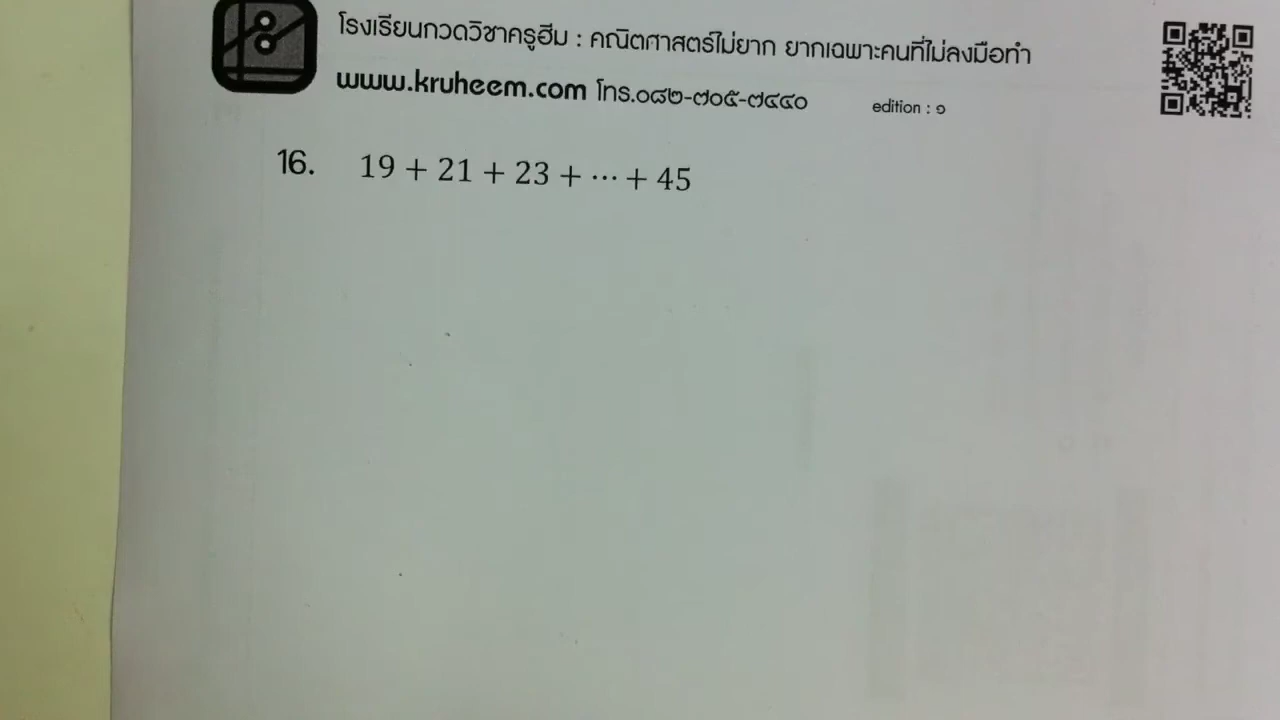 โรงเรียนกวดวิชาครูฮีม : คณิตศาสตร์ไม่ยาก ยากเฉพาะคนที่ไม่ลงมือทำ
www.kruheem.com โทร.๐๘๒-๗๐๕-๗๔๔๐ edition : ๑
16. 19 + 21 + 23 + ⋯ + 45